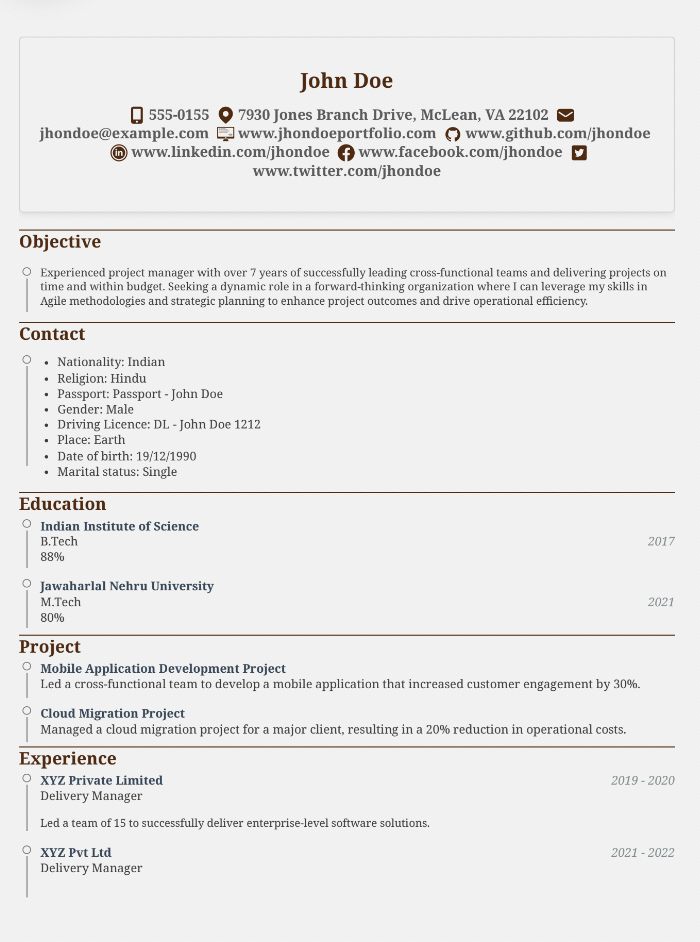 John Doe
555-0155 7930 Jones Branch Drive, McLean, VA 22102
jhondoe@example.com www.jhondoeportfolio.com www.github.com/jhondoe
www.linkedin.com/jhondoe www.facebook.com/jhondoe
www.twitter.com/jhondoe
Objective
Experienced project manager with over 7 years of successfully leading cross-functional teams and delivering projects on
time and within budget. Seeking a dynamic role in a forward-thinking organization where I can leverage my skills in
Agile methodologies and strategic planning to enhance project outcomes and drive operational efficiency.
Contact
• Nationality: Indian
• Religion: Hindu
• Passport: Passport - John Doe
• Gender: Male
• Driving Licence: DL - John Doe 1212
• Place: Earth
• Date of birth: 19/12/1990
• Marital status: Single
Education
Indian Institute of Science
B.Tech 2017
88%
Jawaharlal Nehru University
M.Tech 2021
80%
Project
Mobile Application Development Project
Led a cross-functional team to develop a mobile application that increased customer engagement by 30%.
Cloud Migration Project
Managed a cloud migration project for a major client, resulting in a 20% reduction in operational costs.
Experience
XYZ Private Limited 2019 - 2020
Delivery Manager
Led a team of 15 to successfully deliver enterprise-level software solutions.
XYZ Pvt Ltd 2021 - 2022
Delivery Manager